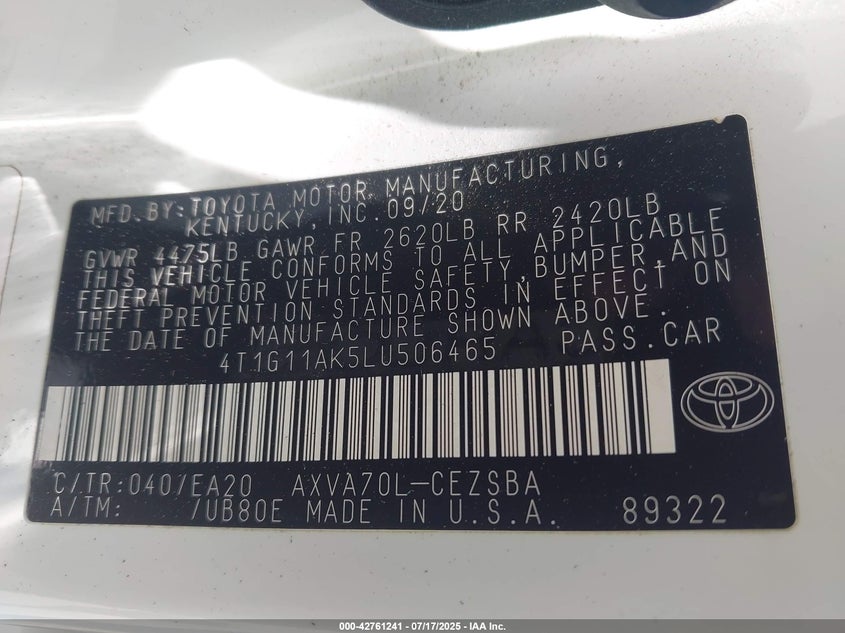 MFD. BY: TOYOTA MOTOR MANUFACTURING,
KENTUCKY, INC. 09/20
GVWR 4475LB GAWR FR 2620LB RR 2420LB
THIS VEHICLE CONFORMS TO ALL APPLICABLE
FEDERAL MOTOR VEHICLE SAFETY, BUMPER, AND
THEFT PREVENTION STANDARDS IN EFFECT ON
THE DATE OF MANUFACTURE SHOWN ABOVE.
4T1G11AK5LU506465 PASS. CAR
C/TR: 040/EA20 AXVA70L-CEZSBA
A/TM: /UB80E MADE IN U.S.A. 89322
000-42761241 - 07/17/2025 - IAA Inc.